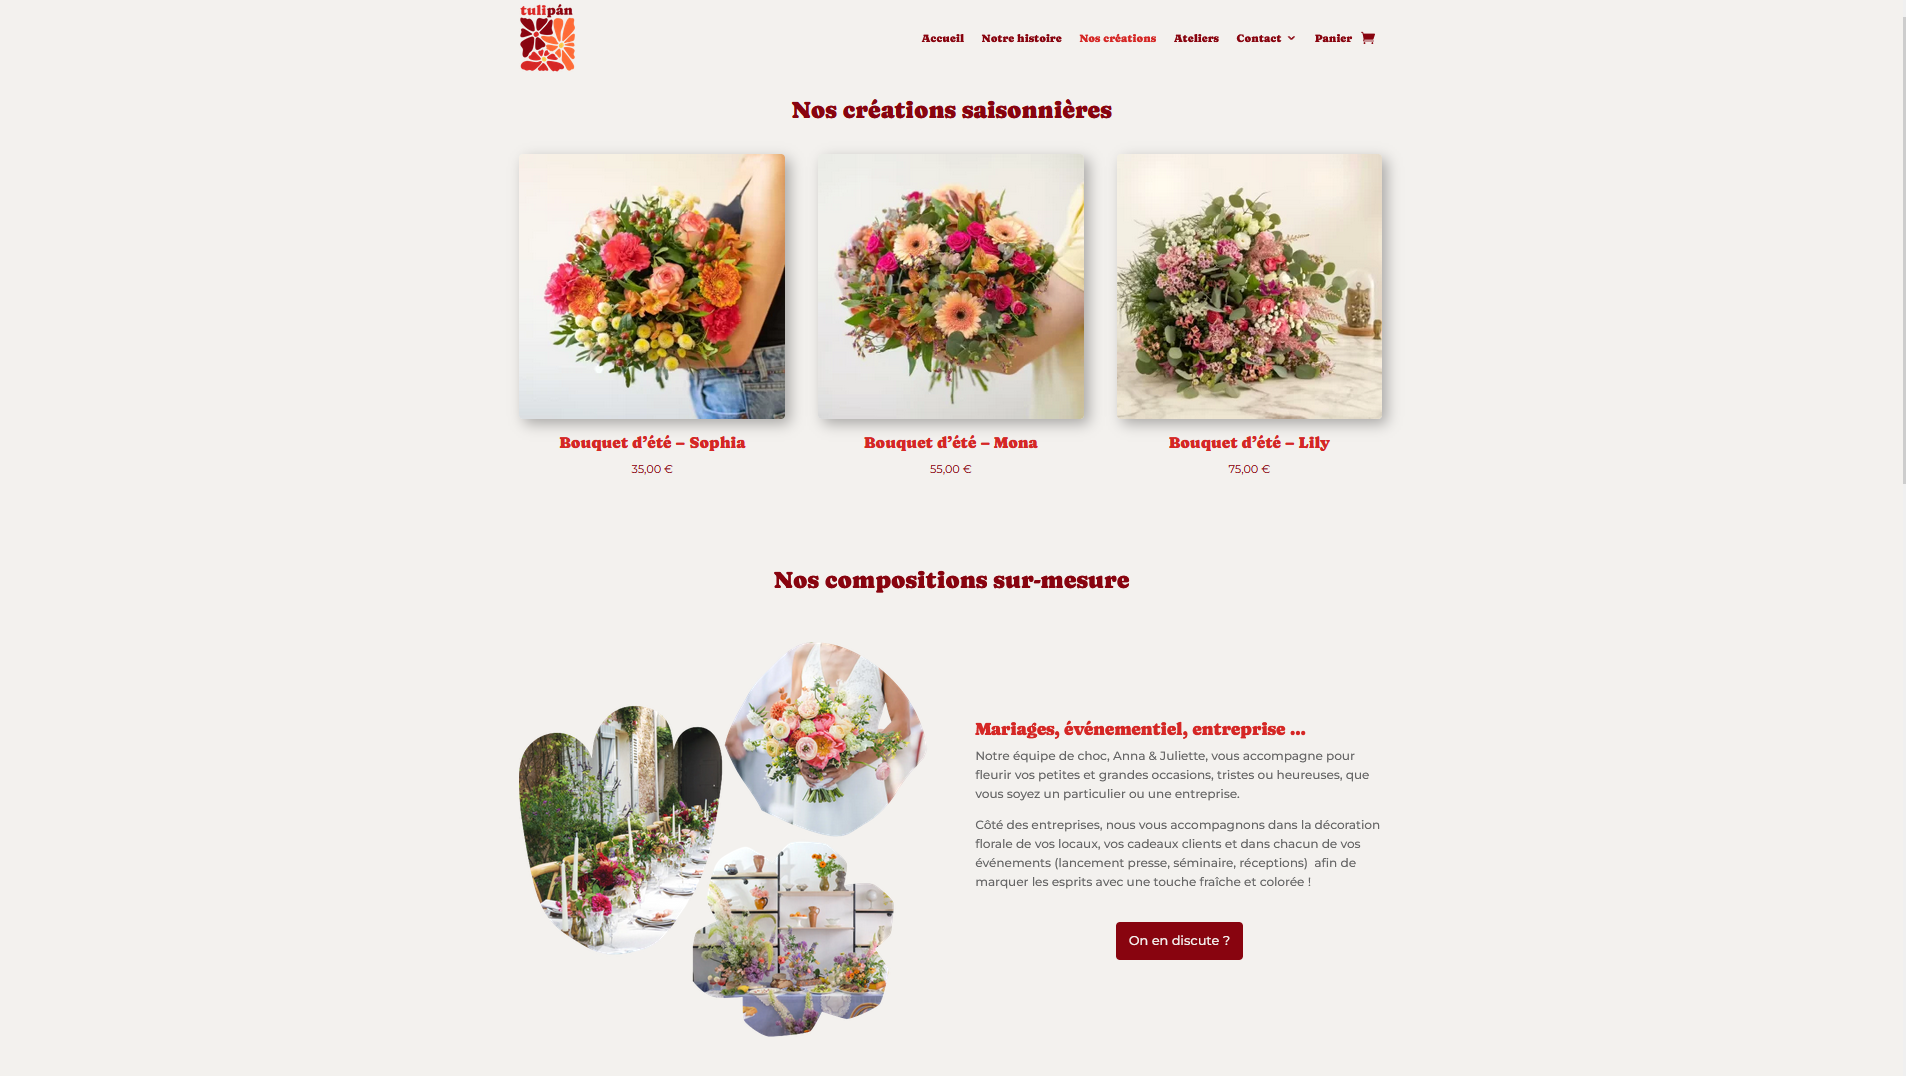 tulipán
Accueil
Notre histoire
Nos créations
Ateliers
Contact
Panier
Nos créations saisonnières
Bouquet d’été – Sophia
35,00 €
Bouquet d’été – Mona
55,00 €
Bouquet d’été – Lily
75,00 €
Nos compositions sur-mesure
Mariages, événementiel, entreprise ...
Notre équipe de choc, Anna & Juliette, vous accompagne pour
fleurir vos petites et grandes occasions, tristes ou heureuses, que
vous soyez un particulier ou une entreprise.
Côté des entreprises, nous vous accompagnons dans la décoration
florale de vos locaux, vos cadeaux clients et dans chacun de vos
événements (lancement presse, séminaire, réceptions)  afin de
marquer les esprits avec une touche fraîche et colorée !
On en discute ?